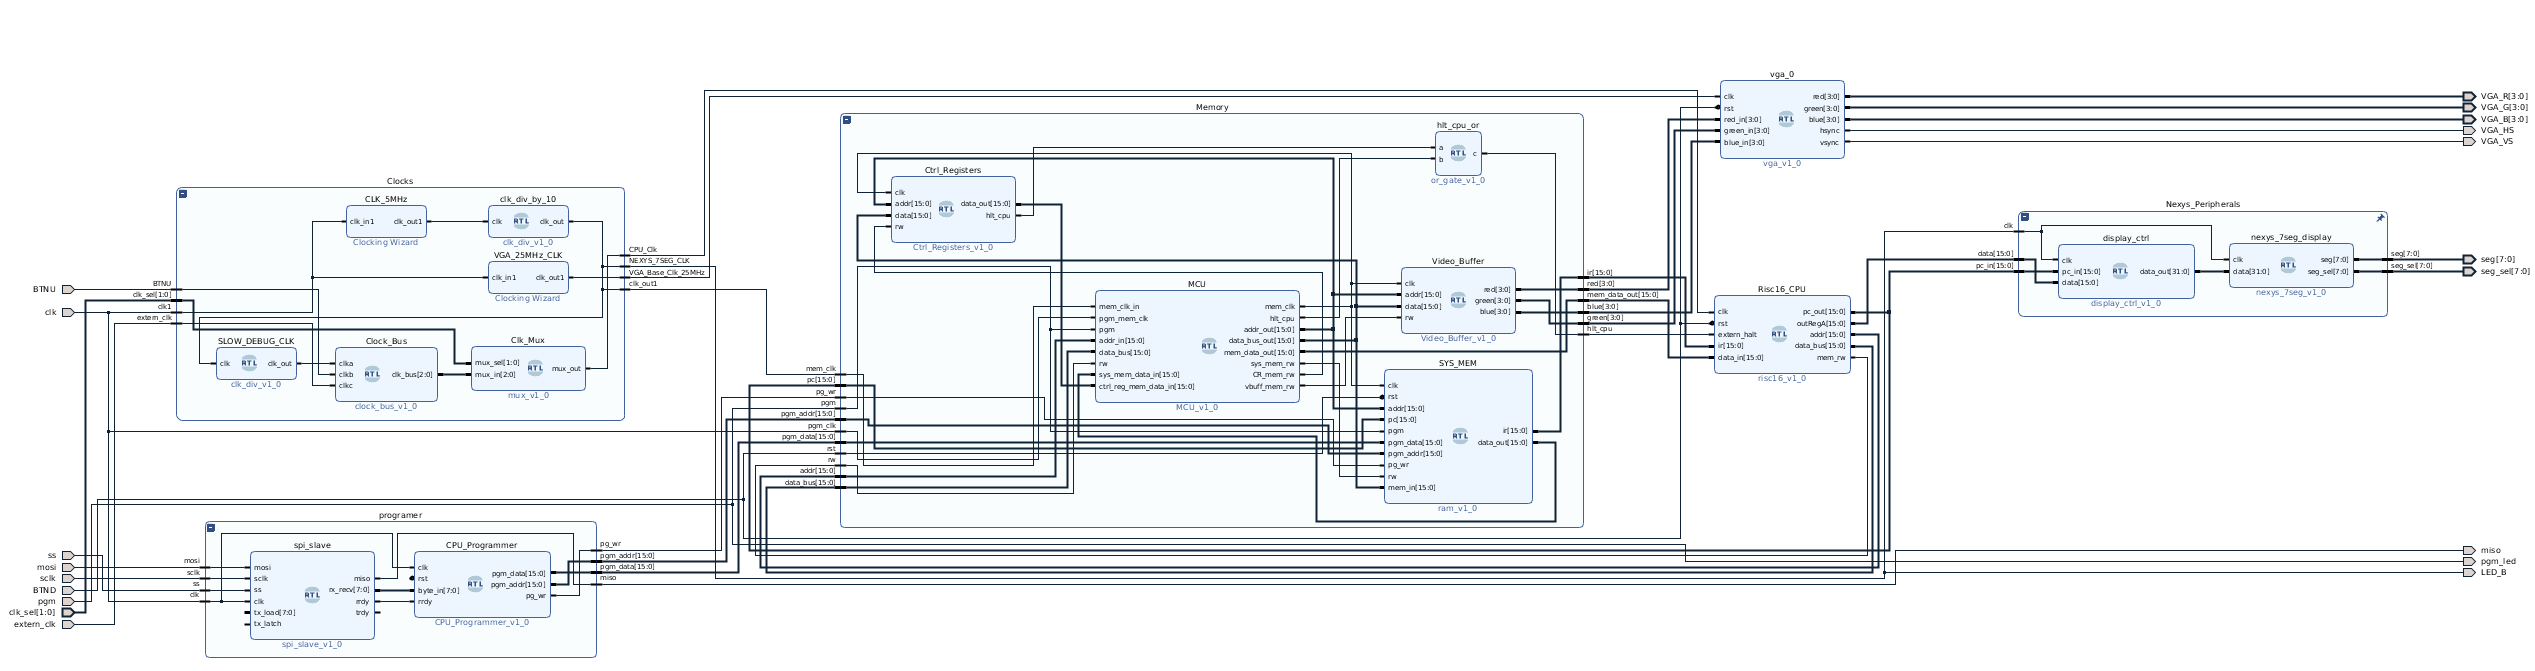 BTNU
clk
ss
mosi
sclk
BTND
pgm
clk_sel[1:0]
extern_clk
Clocks
BTNU
clk_sel[1:0]
clk1
extern_clk
CLK_5MHz
clk_in1 clk_out1
Clocking Wizard
clk_div_by_10
clk RTL clk_out
clk_div_v1_0
VGA_25MHz_CLK
clk_in1 clk_out1
Clocking Wizard
SLOW_DEBUG_CLK
clk RTL clk_out
clk_div_v1_0
Clock_Bus
clka
clkb RTL clk_bus[2:0]
clkc
clock_bus_v1_0
Clk_Mux
mux_sel[1:0]
mux_in[2:0] RTL mux_out
mux_v1_0
CPU_Clk
NEXYS_7SEG_CLK
VGA_Base_Clk_25MHz
clk_out1
programer
mosi
sclk
ss
clk
spi_slave
mosi
sclk miso
ss RTL rx_recv[7:0]
clk rrdy
tx_load[7:0] trdy
tx_latch
spi_slave_v1_0
CPU_Programmer
clk
rst pgm_data[15:0]
byte_in[7:0] RTL pgm_addr[15:0]
rrdy pg_wr
CPU_Programmer_v1_0
pg_wr
pgm_addr[15:0]
pgm_data[15:0]
miso
Memory
mem_clk
pc[15:0]
pg_wr
pgm
pgm_addr[15:0]
pgm_clk
pgm_data[15:0]
rst
rw
addr[15:0]
data_bus[15:0]
Ctrl_Registers
clk
addr[15:0] RTL data_out[15:0]
data[15:0] hlt_cpu
rw
Ctrl_Registers_v1_0
MCU
mem_clk_in mem_clk
pgm_mem_clk hlt_cpu
pgm addr_out[15:0]
addr_in[15:0] RTL data_bus_out[15:0]
data_bus[15:0] mem_data_out[15:0]
rw sys_mem_rw
sys_mem_data_in[15:0] CR_mem_rw
ctrl_reg_mem_data_in[15:0] vbuff_mem_rw
MCU_v1_0
hlt_cpu_or
a
b RTL c
or_gate_v1_0
Video_Buffer
clk red[3:0]
addr[15:0] RTL green[3:0]
data[15:0] blue[3:0]
rw
Video_Buffer_v1_0
SYS_MEM
clk
rst
addr[15:0]
pc[15:0]
pgm RTL ir[15:0]
pgm_data[15:0] data_out[15:0]
pgm_addr[15:0]
pg_wr
rw
mem_in[15:0]
ram_v1_0
ir[15:0]
red[3:0]
mem_data_out[15:0]
blue[3:0]
green[3:0]
hlt_cpu
vga_0
clk red[3:0]
rst green[3:0]
red_in[3:0] RTL blue[3:0]
green_in[3:0] hsync
blue_in[3:0] vsync
vga_v1_0
Risc16_CPU
clk pc_out[15:0]
rst outRegA[15:0]
extern_halt RTL addr[15:0]
ir[15:0] data_bus[15:0]
data_in[15:0] mem_rw
risc16_v1_0
Nexys_Peripherals
clk
data[15:0]
pc_in[15:0]
display_ctrl
clk
pc_in[15:0] RTL data_out[31:0]
data[15:0]
display_ctrl_v1_0
nexys_7seg_display
clk RTL seg[7:0]
data[31:0] seg_sel[7:0]
nexys_7seg_v1_0
seg[7:0]
seg_sel[7:0]
VGA_R[3:0]
VGA_G[3:0]
VGA_B[3:0]
VGA_HS
VGA_VS
seg[7:0]
seg_sel[7:0]
miso
pgm_led
LED_B